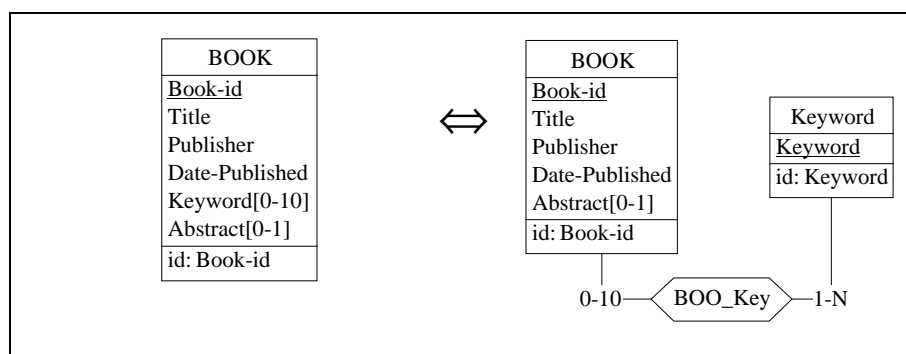 BOOK
Book-id
Title
Publisher
Date-Published
Keyword[0-10]
Abstract[0-1]
id: Book-id
⇔
BOOK
Book-id
Title
Publisher
Date-Published
Abstract[0-1]
id: Book-id
Keyword
Keyword
id: Keyword
0-10
BOO_Key
1-N